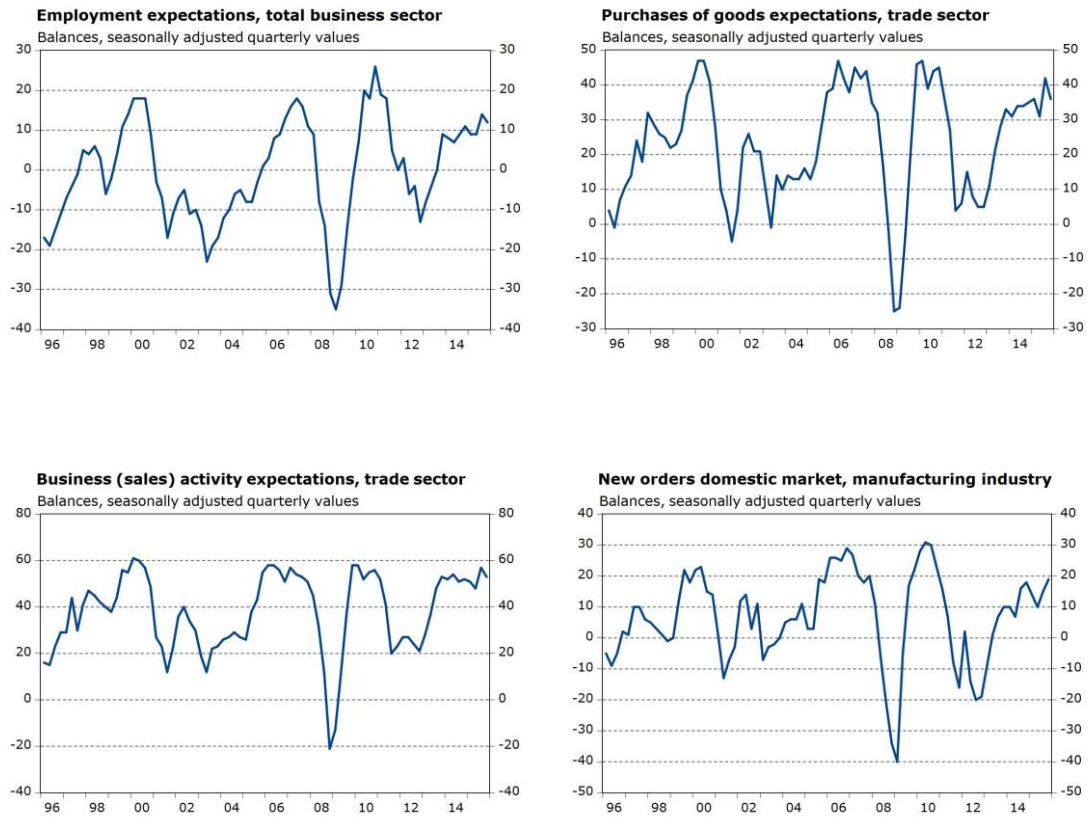 Employment expectations, total business sector
Balances, seasonally adjusted quarterly values
30 30
20 20
10 10
0 0
-10 -10
-20 -20
-30 -30
-40 -40
96 98 00 02 04 06 08 10 12 14
Purchases of goods expectations, trade sector
Balances, seasonally adjusted quarterly values
50 50
40 40
30 30
20 20
10 10
0 0
-10 -10
-20 -20
-30 -30
96 98 00 02 04 06 08 10 12 14
Business (sales) activity expectations, trade sector
Balances, seasonally adjusted quarterly values
80 80
60 60
40 40
20 20
0 0
-20 -20
-40 -40
96 98 00 02 04 06 08 10 12 14
New orders domestic market, manufacturing industry
Balances, seasonally adjusted quarterly values
40 40
30 30
20 20
10 10
0 0
-10 -10
-20 -20
-30 -30
-40 -40
-50 -50
96 98 00 02 04 06 08 10 12 14